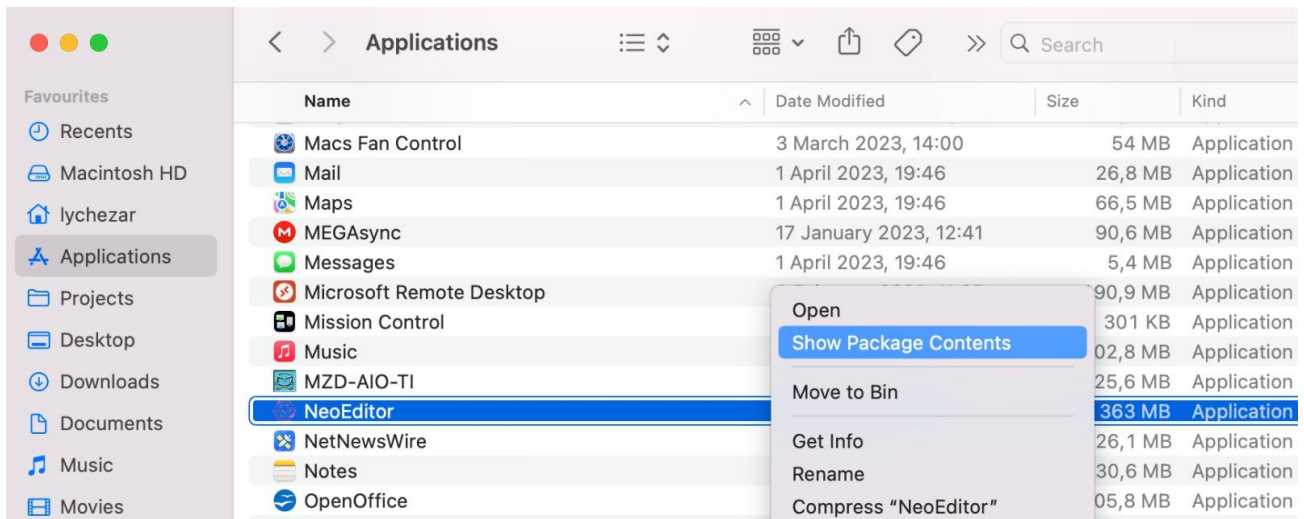 Applications
Search
Favourites
Recents
Macintosh HD
lychezar
Applications
Projects
Desktop
Downloads
Documents
Music
Movies
Name Date Modified Size Kind
Macs Fan Control 3 March 2023, 14:00 54 MB Application
Mail 1 April 2023, 19:46 26,8 MB Application
Maps 1 April 2023, 19:46 66,5 MB Application
MEGAsync 17 January 2023, 12:41 90,6 MB Application
Messages 1 April 2023, 19:46 5,4 MB Application
Microsoft Remote Desktop 90,9 MB Application
Mission Control 301 KB Application
Music 02,8 MB Application
MZD-AIO-TI 25,6 MB Application
NeoEditor 363 MB Application
NetNewsWire 26,1 MB Application
Notes 30,6 MB Application
OpenOffice 05,8 MB Application
Open
Show Package Contents
Move to Bin
Get Info
Rename
Compress “NeoEditor”